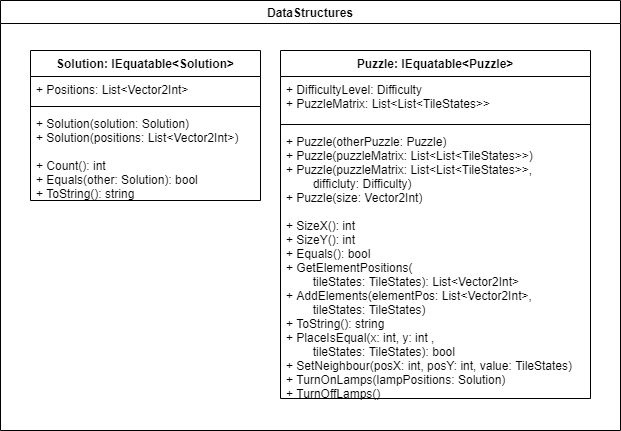 DataStructures
Solution: IEquatable<Solution>
+ Positions: List<Vector2Int>
+ Solution(solution: Solution)
+ Solution(positions: List<Vector2Int>)
+ Count(): int
+ Equals(other: Solution): bool
+ ToString(): string
Puzzle: IEquatable<Puzzle>
+ DifficultyLevel: Difficulty
+ PuzzleMatrix: List<List<TileStates>>
+ Puzzle(otherPuzzle: Puzzle)
+ Puzzle(puzzleMatrix: List<List<TileStates>>)
+ Puzzle(puzzleMatrix: List<List<TileStates>>,
difficluty: Difficulty)
+ Puzzle(size: Vector2Int)
+ SizeX(): int
+ SizeY(): int
+ Equals(): bool
+ GetElementPositions(
tileStates: TileStates): List<Vector2Int>
+ AddElements(elementPos: List<Vector2Int>,
tileStates: TileStates)
+ ToString(): string
+ PlaceIsEqual(x: int, y: int ,
tileStates: TileStates): bool
+ SetNeighbour(posX: int, posY: int, value: TileStates)
+ TurnOnLamps(lampPositions: Solution)
+ TurnOffLamps()